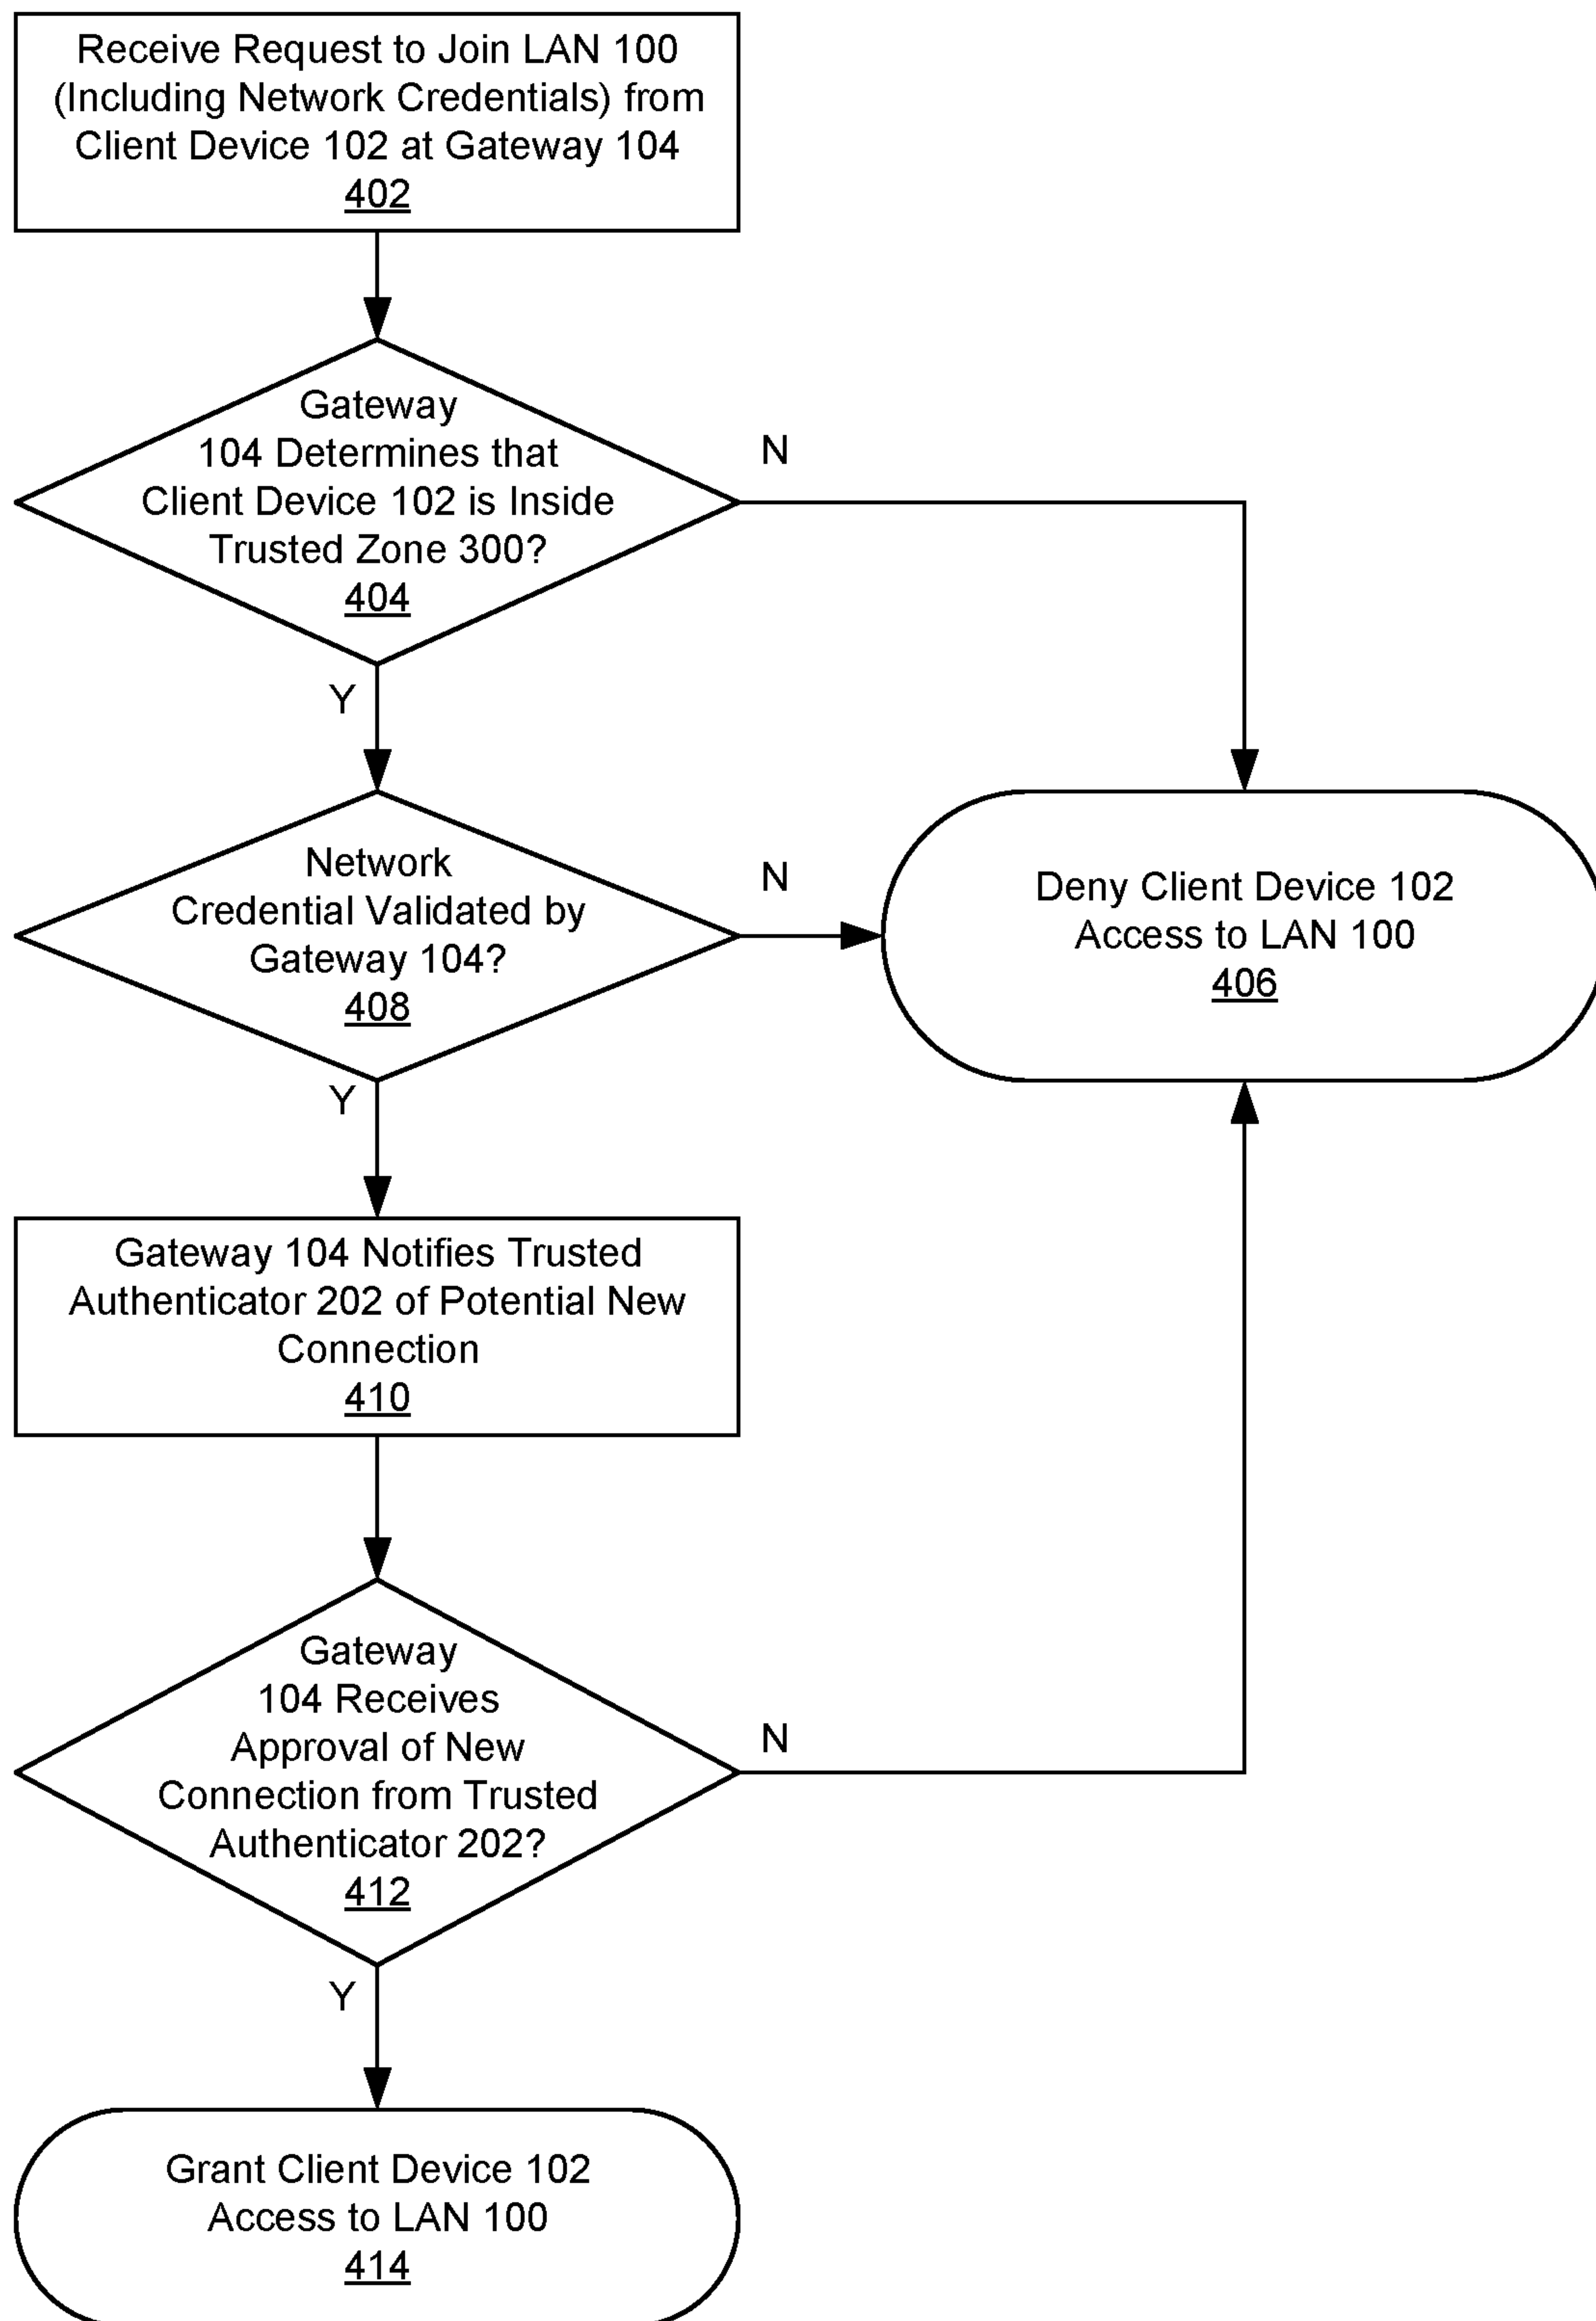 Receive Request to Join LAN 100
(Including Network Credentials) from
Client Device 102 at Gateway 104
402
Gateway
104 Determines that
Client Device 102 is Inside
Trusted Zone 300?
404
N
Y
Network
Credential Validated by
Gateway 104?
408
N
Deny Client Device 102
Access to LAN 100
406
Y
Gateway 104 Notifies Trusted
Authenticator 202 of Potential New
Connection
410
Gateway
104 Receives
Approval of New
Connection from Trusted
Authenticator 202?
412
N
Y
Grant Client Device 102
Access to LAN 100
414